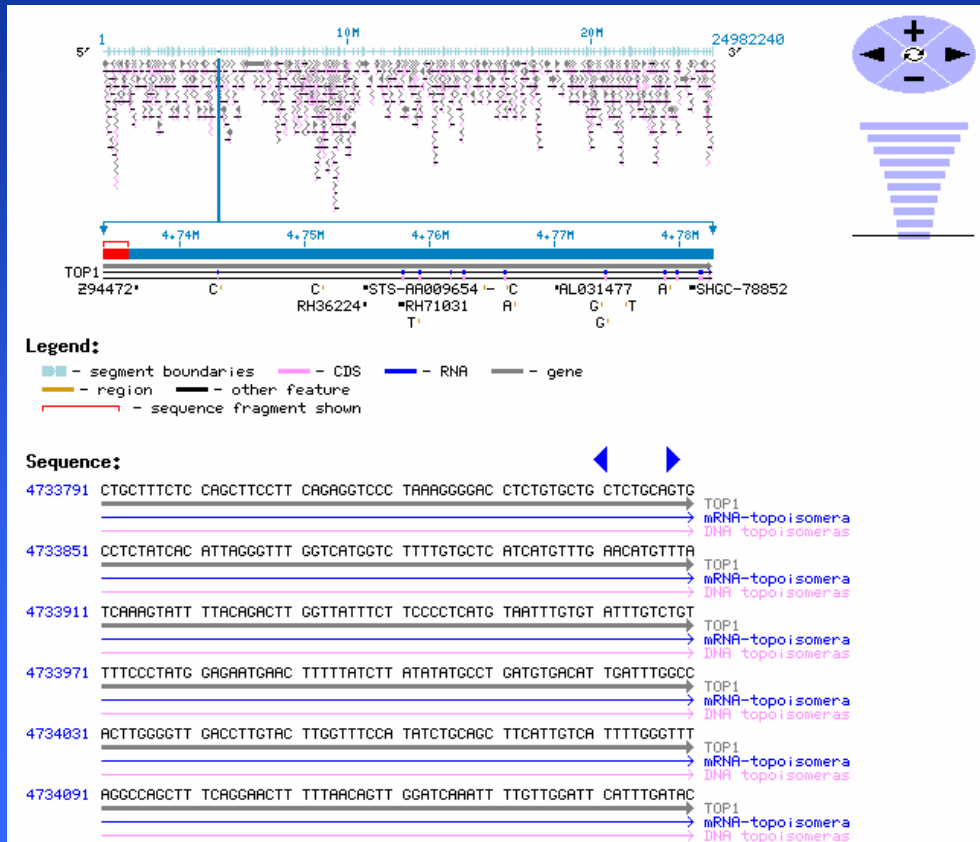 1 10M 20M 24982240
5' 3'
4.74M 4.75M 4.76M 4.77M 4.78M
TOP1
Z94472 C C STS-AA009654 - C AL031477 A SHGC-78852
RH36224 RH71031 A G T
T G
Legend:
- segment boundaries - CDS - RNA - gene
- region - other feature
- sequence fragment shown
Sequence:
4733791 CTGCTTTCTC CAGCTTCCTT CAGAGGTCCC TAAAGGGGAC CTCTGTGCTG CTCTGCAGTG
TOP1
mRNA-topoisomera
DNA topoisomeras
4733851 CCTCTATCAC ATTAGGGTTT GGTCATGGTC TTTTGTGCTC ATCATGTTTG AACATGTTTA
TOP1
mRNA-topoisomera
DNA topoisomeras
4733911 TCAAAGTATT TTACAGACTT GGTTATTTCT TCCCCTCATG TAATTTGTGT ATTTGTCTGT
TOP1
mRNA-topoisomera
DNA topoisomeras
4733971 TTTCCCTATG GAGAATGAAC TTTTTATCTT ATATATGCCT GATGTGACAT TGATTTGGCC
TOP1
mRNA-topoisomera
DNA topoisomeras
4734031 ACTTGGGGTT GACCTTGTAC TTGGTTTCCA TATCTGCAGC TTCATTGTCA TTTTGGGTTT
TOP1
mRNA-topoisomera
DNA topoisomeras
4734091 AGGCCAGCTT TCAGGAACTT TTTAACAGTT GGATCAAATT TTGTTGGATT CATTTGATAC
TOP1
mRNA-topoisomera
DNA topoisomeras